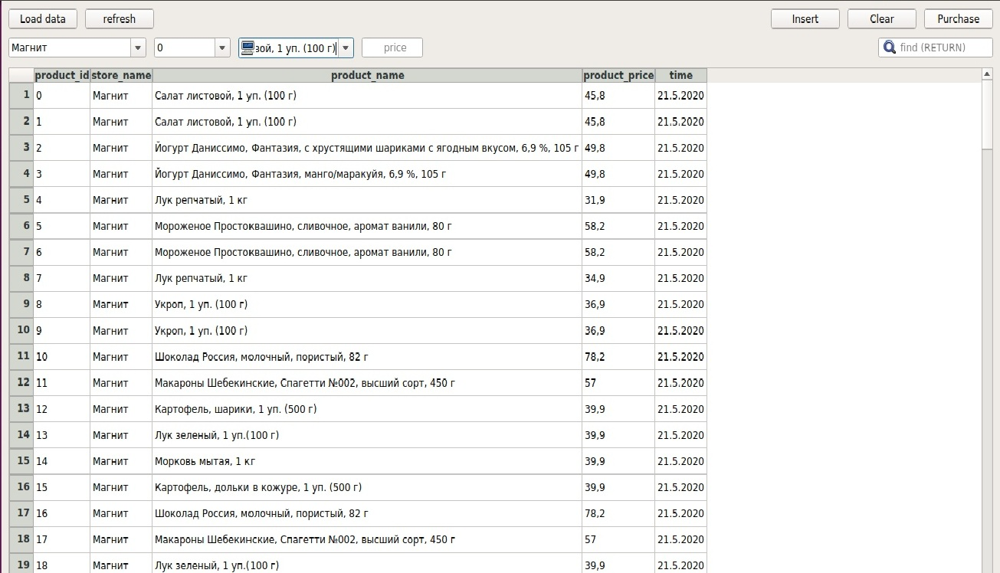 Load data refresh Insert Clear Purchase
Магнит 0 вой, 1 уп. (100 г) price find (RETURN)
product_id store_name product_name product_price time
1 0 Магнит Салат листовой, 1 уп. (100 г) 45,8 21.5.2020
2 1 Магнит Салат листовой, 1 уп. (100 г) 45,8 21.5.2020
3 2 Магнит Йогурт Даниссимо, Фантазия, с хрустящими шариками с ягодным вкусом, 6,9 %, 105 г 49,8 21.5.2020
4 3 Магнит Йогурт Даниссимо, Фантазия, манго/маракуйя, 6,9 %, 105 г 49,8 21.5.2020
5 4 Магнит Лук репчатый, 1 кг 31,9 21.5.2020
6 5 Магнит Мороженое Простоквашино, сливочное, аромат ванили, 80 г 58,2 21.5.2020
7 6 Магнит Мороженое Простоквашино, сливочное, аромат ванили, 80 г 58,2 21.5.2020
8 7 Магнит Лук репчатый, 1 кг 34,9 21.5.2020
9 8 Магнит Укроп, 1 уп. (100 г) 36,9 21.5.2020
10 9 Магнит Укроп, 1 уп. (100 г) 36,9 21.5.2020
11 10 Магнит Шоколад Россия, молочный, пористый, 82 г 78,2 21.5.2020
12 11 Магнит Макароны Шебекинские, Спагетти №002, высший сорт, 450 г 57 21.5.2020
13 12 Магнит Картофель, шарики, 1 уп. (500 г) 39,9 21.5.2020
14 13 Магнит Лук зеленый, 1 уп.(100 г) 39,9 21.5.2020
15 14 Магнит Морковь мытая, 1 кг 39,9 21.5.2020
16 15 Магнит Картофель, дольки в кожуре, 1 уп. (500 г) 39,9 21.5.2020
17 16 Магнит Шоколад Россия, молочный, пористый, 82 г 78,2 21.5.2020
18 17 Магнит Макароны Шебекинские, Спагетти №002, высший сорт, 450 г 57 21.5.2020
19 18 Магнит Лук зеленый, 1 уп.(100 г) 39,9 21.5.2020